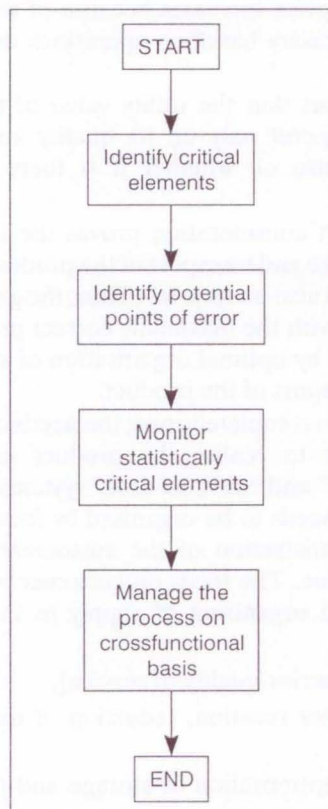 START
Identify critical
elements
Identify potential
points of error
Monitor
statistically
critical elements
Manage the
process on
crossfunctional
basis
END